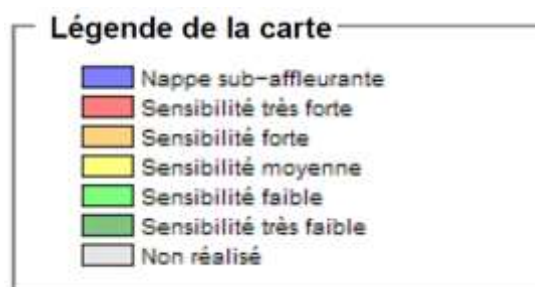 Légende de la carte
Nappe sub-affleurante
Sensibilité très forte
Sensibilité forte
Sensibilité moyenne
Sensibilité faible
Sensibilité très faible
Non réalisé